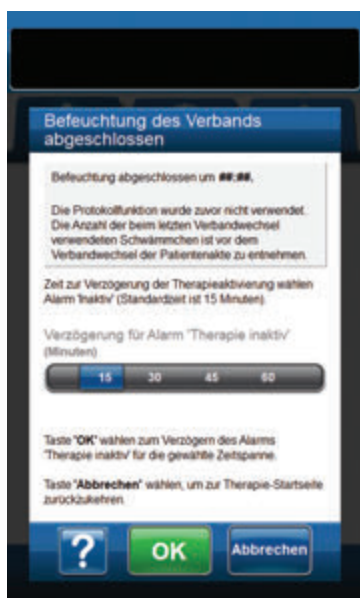 Befeuchtung des Verbands
abgeschlossen
Befeuchtung abgeschlossen um ##:##.
Die Protokollfunktion wurde zuvor nicht verwendet.
Die Anzahl der beim letzten Verbandwechsel
verwendeten Schwämmchen ist vor dem
Verbandwechsel der Patientenakte zu entnehmen.
Zeit zur Verzögerung der Therapieaktivierung wählen
Alarm 'Inaktiv' (Standardzeit ist 15 Minuten).
Verzögerung für Alarm 'Therapie inaktiv'
(Minuten)
15 30 45 60
Taste "OK" wählen zum Verzögern des Alarms
'Therapie inaktiv' für die gewählte Zeitspanne.
Taste "Abbrechen" wählen, um zur Therapie-Startseite
zurückzukehren.
? OK Abbrechen